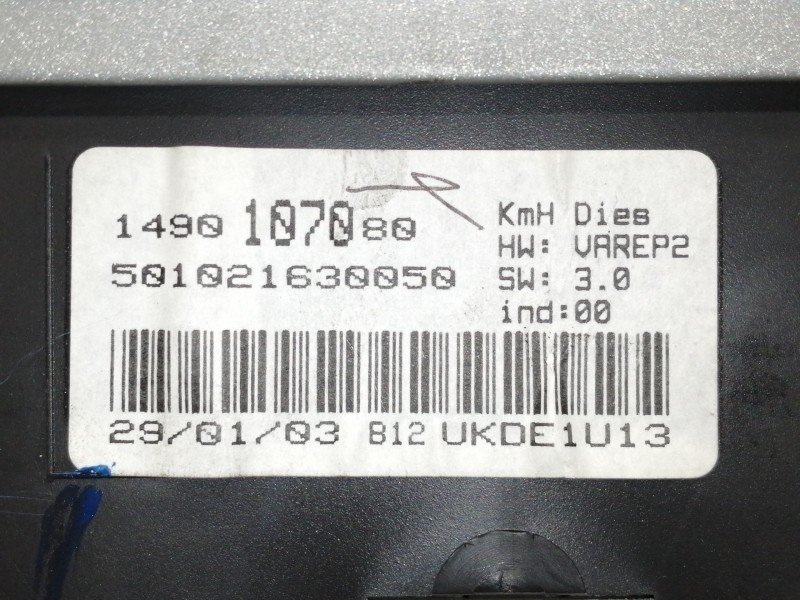 1490 1070 80
501021630050
KmH Dies
HW: VAREP2
SW: 3.0
ind:00
29/01/03 B12 UKDE1U13